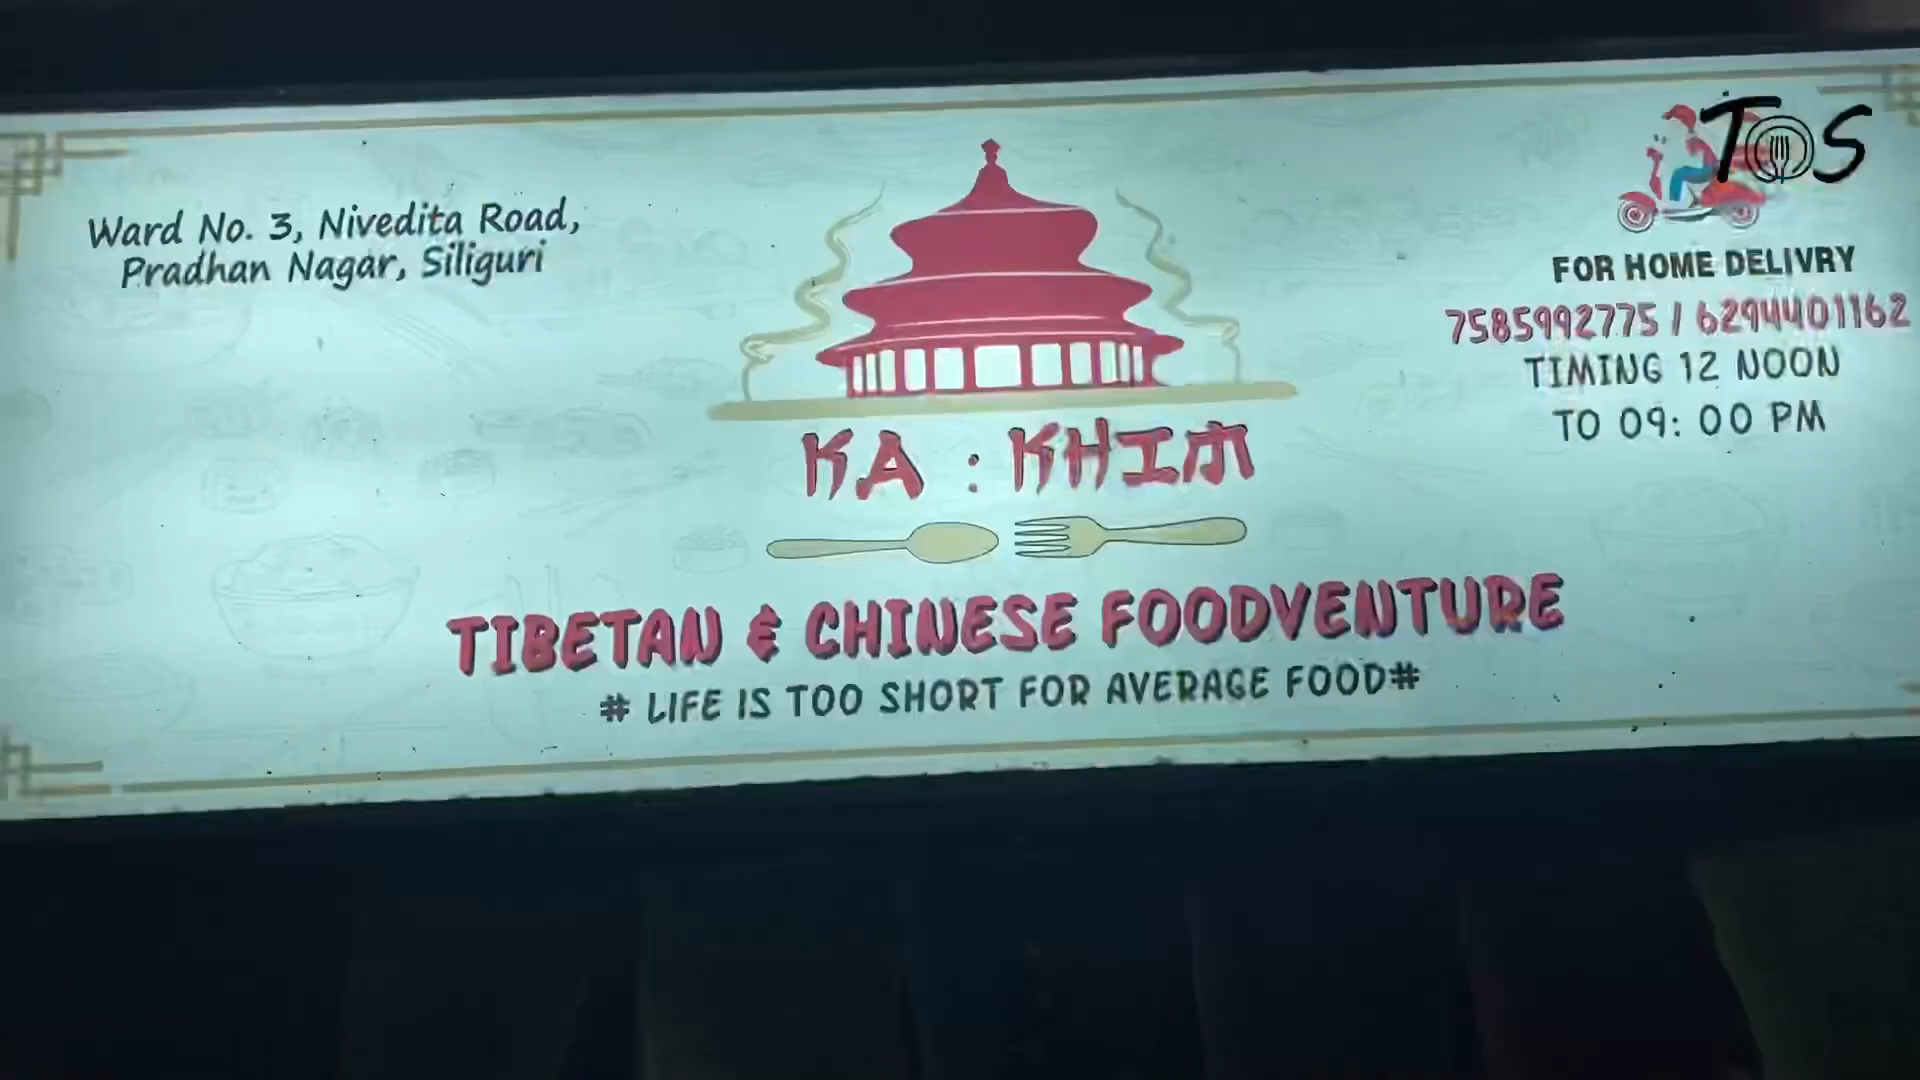 Ward No. 3, Nivedita Road,
Pradhan Nagar, Siliguri
TOS
FOR HOME DELIVRY
7585992775 / 6294401162
TIMING 12 NOON
TO 09: 00 PM
KA : KHIM
TIBETAN & CHINESE FOODVENTURE
# LIFE IS TOO SHORT FOR AVERAGE FOOD#